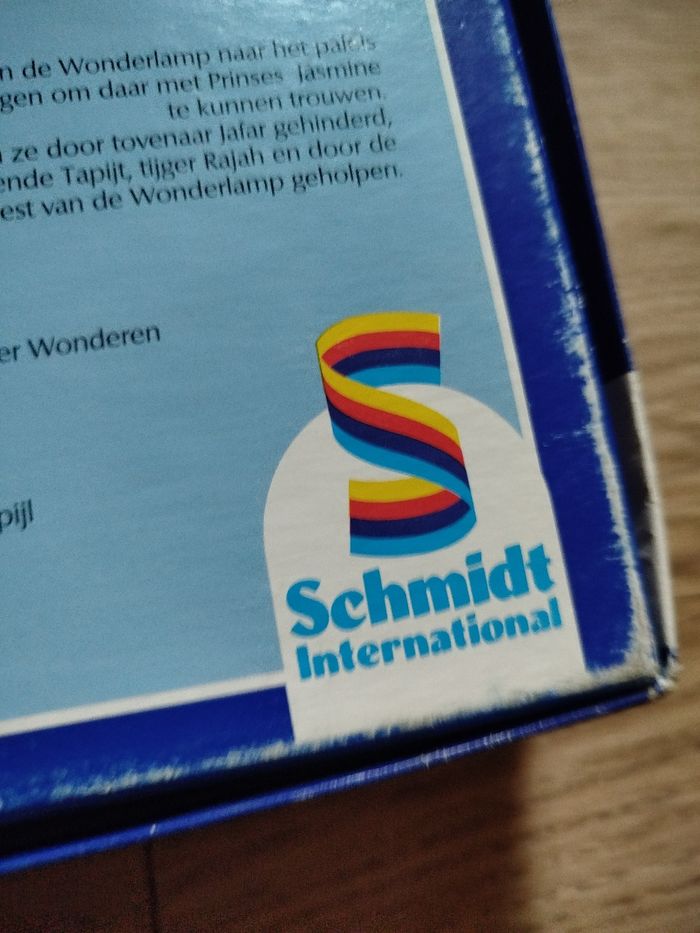 n de Wonderlamp naar het paleis
gen om daar met Prinses Jasmine
te kunnen trouwen.
ze door tovenaar Jafar gehinderd,
ende Tapijt, tijger Rajah en door de
est van de Wonderlamp geholpen.
er Wonderen
pijl
Schmidt
International